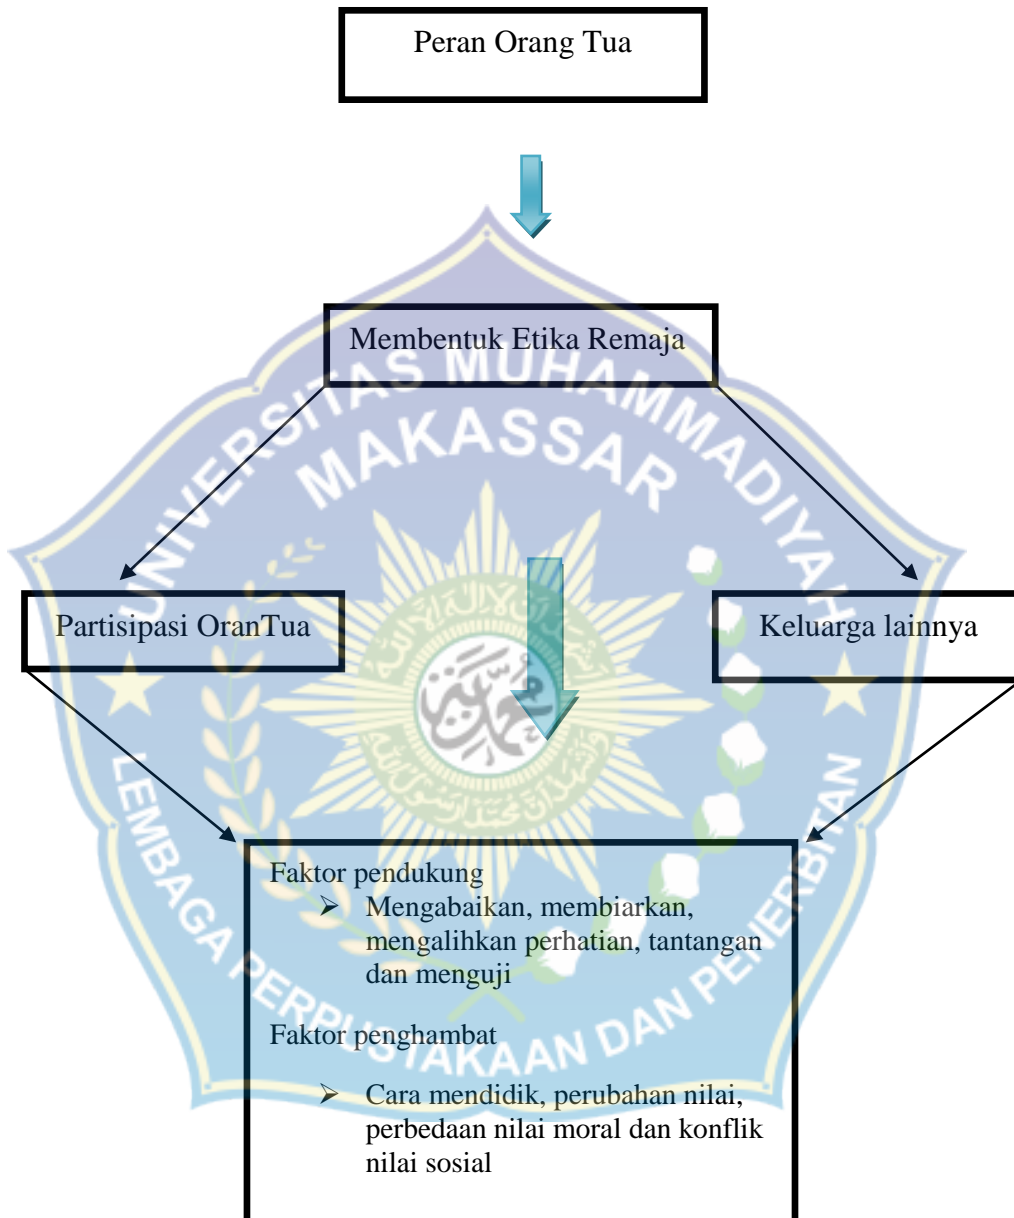 Peran Orang Tua
Membentuk Etika Remaja
UNIVERSITAS MUHAMMADIYAH
MAKASSAR
Partisipasi OranTua
Keluarga lainnya
LEMBAGA PERPUSTAKAAN DAN PENERBITAN
Faktor pendukung
➢ Mengabaikan, membiarkan,
mengalihkan perhatian, tantangan
dan menguji
Faktor penghambat
➢ Cara mendidik, perubahan nilai,
perbedaan nilai moral dan konflik
nilai sosial